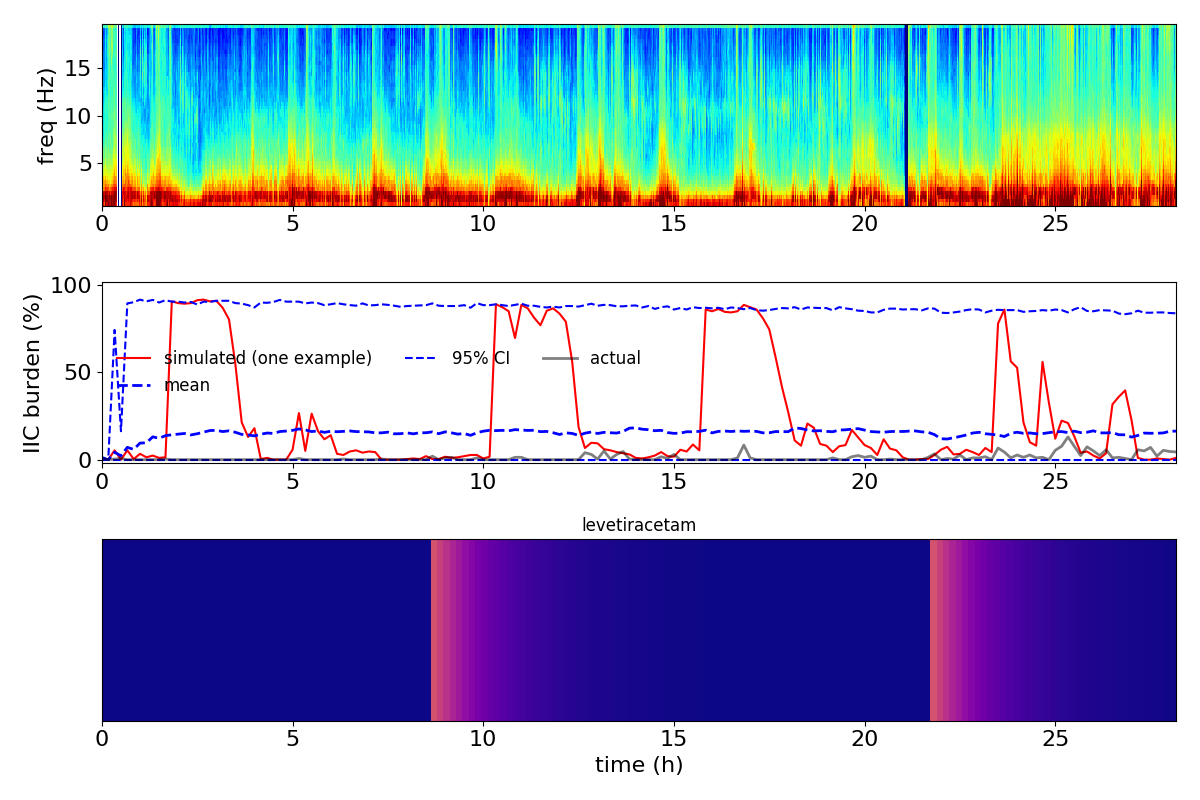 freq (Hz)
15
10
5
0 5 10 15 20 25
IIC burden (%)
100
50
0
simulated (one example) 95% CI actual
mean
0 5 10 15 20 25
levetiracetam
0 5 10 15 20 25
time (h)